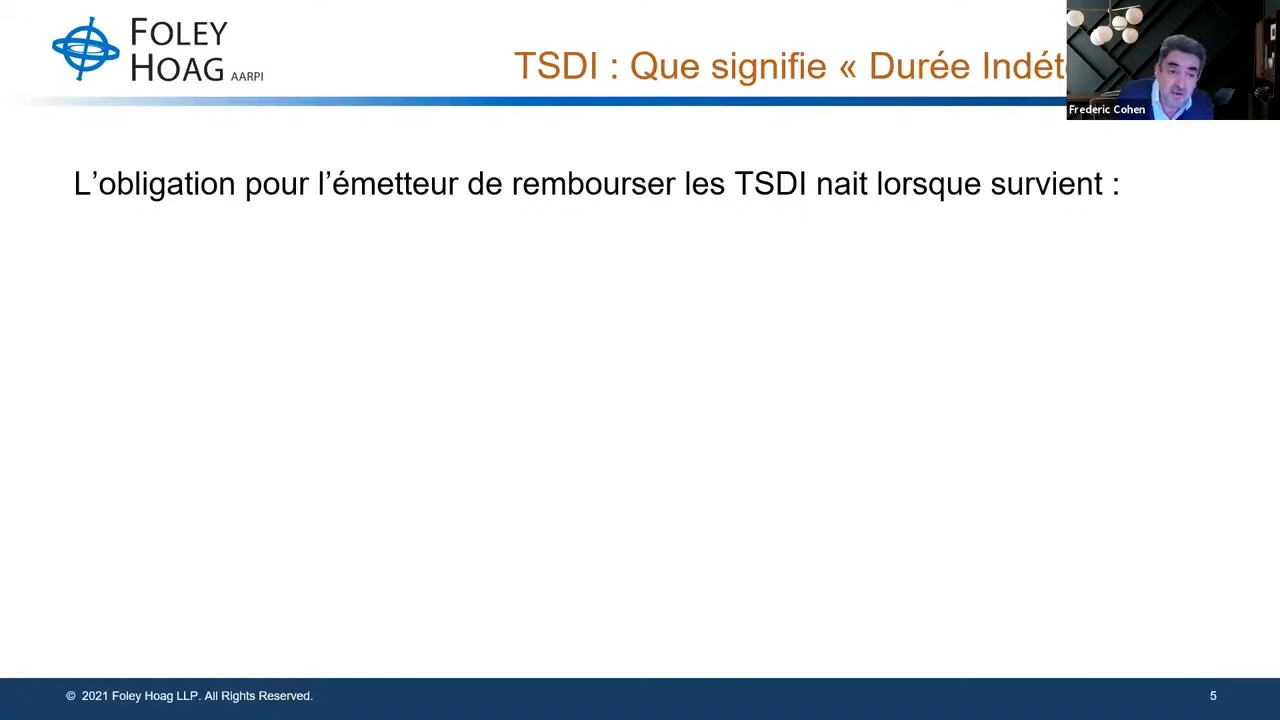 FOLEY
HOAG AARPI
TSDI : Que signifie « Durée Indét
Frederic Cohen
L’obligation pour l’émetteur de rembourser les TSDI nait lorsque survient :
© 2021 Foley Hoag LLP. All Rights Reserved.
5